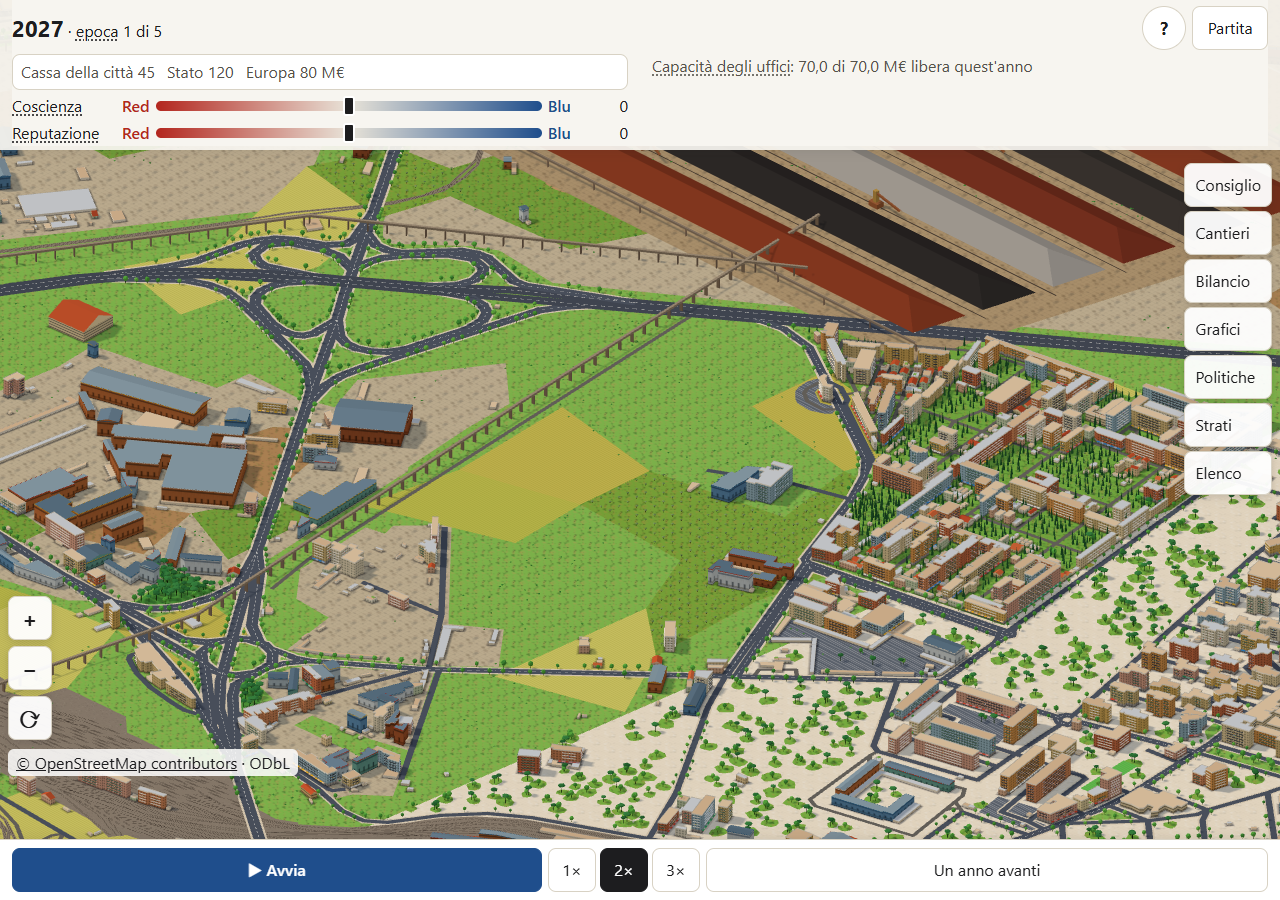 2027 · epoca 1 di 5
?
Partita
Cassa della città 45 Stato 120 Europa 80 M€
Capacità degli uffici: 70,0 di 70,0 M€ libera quest'anno
Coscienza Red Blu 0
Reputazione Red Blu 0
Consiglio
Cantieri
Bilancio
Grafici
Politiche
Strati
Elenco
+
−
⟳
© OpenStreetMap contributors · ODbL
▶ Avvia
1×
2×
3×
Un anno avanti